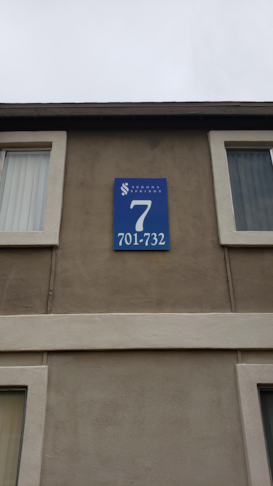 SEDONA
SPRINGS
7
701-732